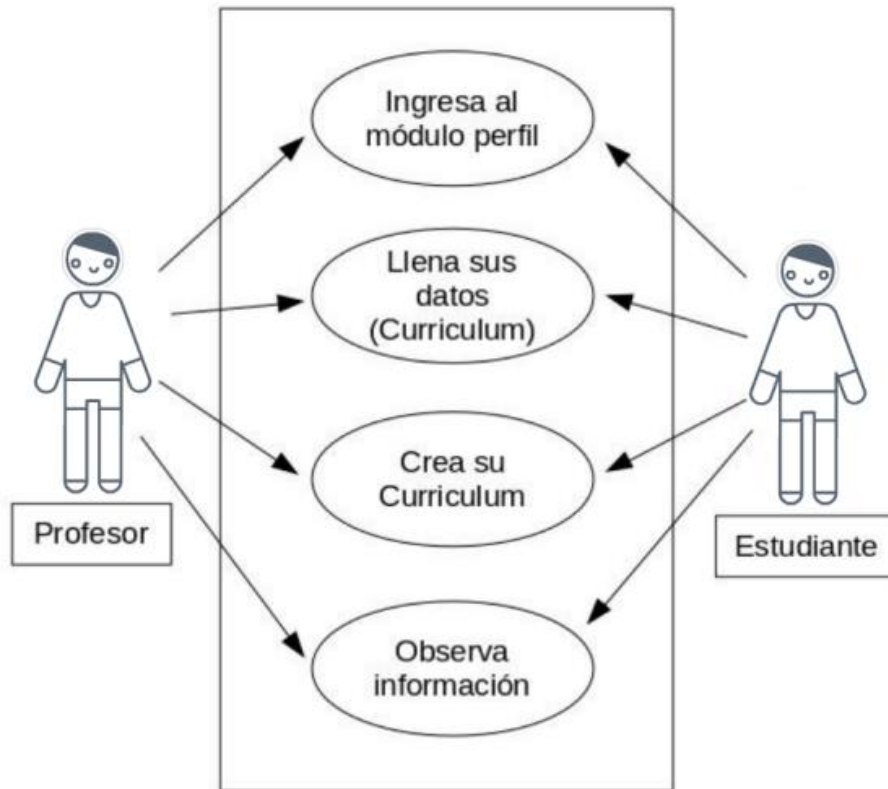 Ingresa al
módulo perfil
Llena sus
datos
(Curriculum)
Crea su
Curriculum
Observa
información
Profesor
Estudiante